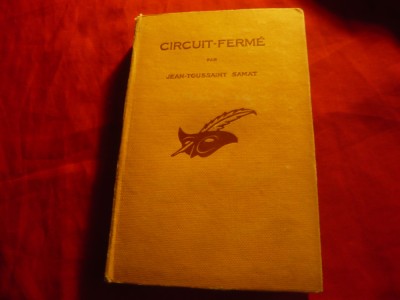 CIRCUIT-FERMÉ
PAR
JEAN-TOUSSAINT SAMAT